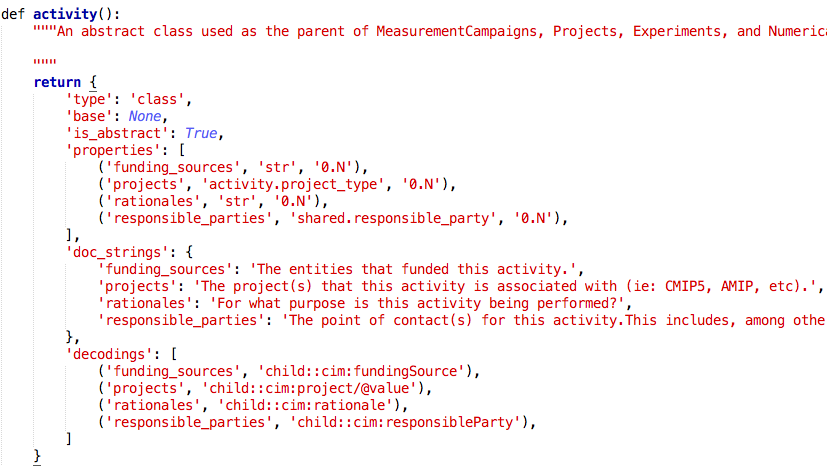 def activity():
    """An abstract class used as the parent of MeasurementCampaigns, Projects, Experiments, and
    """
    return {
        'type': 'class',
        'base': None,
        'is_abstract': True,
        'properties': [
            ('funding_sources', 'str', '0.N'),
            ('projects', 'activity.project_type', '0.N'),
            ('rationales', 'str', '0.N'),
            ('responsible_parties', 'shared.responsible_party', '0.N'),
        ],
        'doc_strings': {
            'funding_sources': 'The entities that funded this activity.',
            'projects': 'The project(s) that this activity is associated with (ie: CMIP5, AMIP, etc).',
            'rationales': 'For what purpose is this activity being performed?',
            'responsible_parties': 'The point of contact(s) for this activity.This includes, among
        },
        'decodings': [
            ('funding_sources', 'child::cim:fundingSource'),
            ('projects', 'child::cim:project/@value'),
            ('rationales', 'child::cim:rationale'),
            ('responsible_parties', 'child::cim:responsibleParty'),
        ]
    }